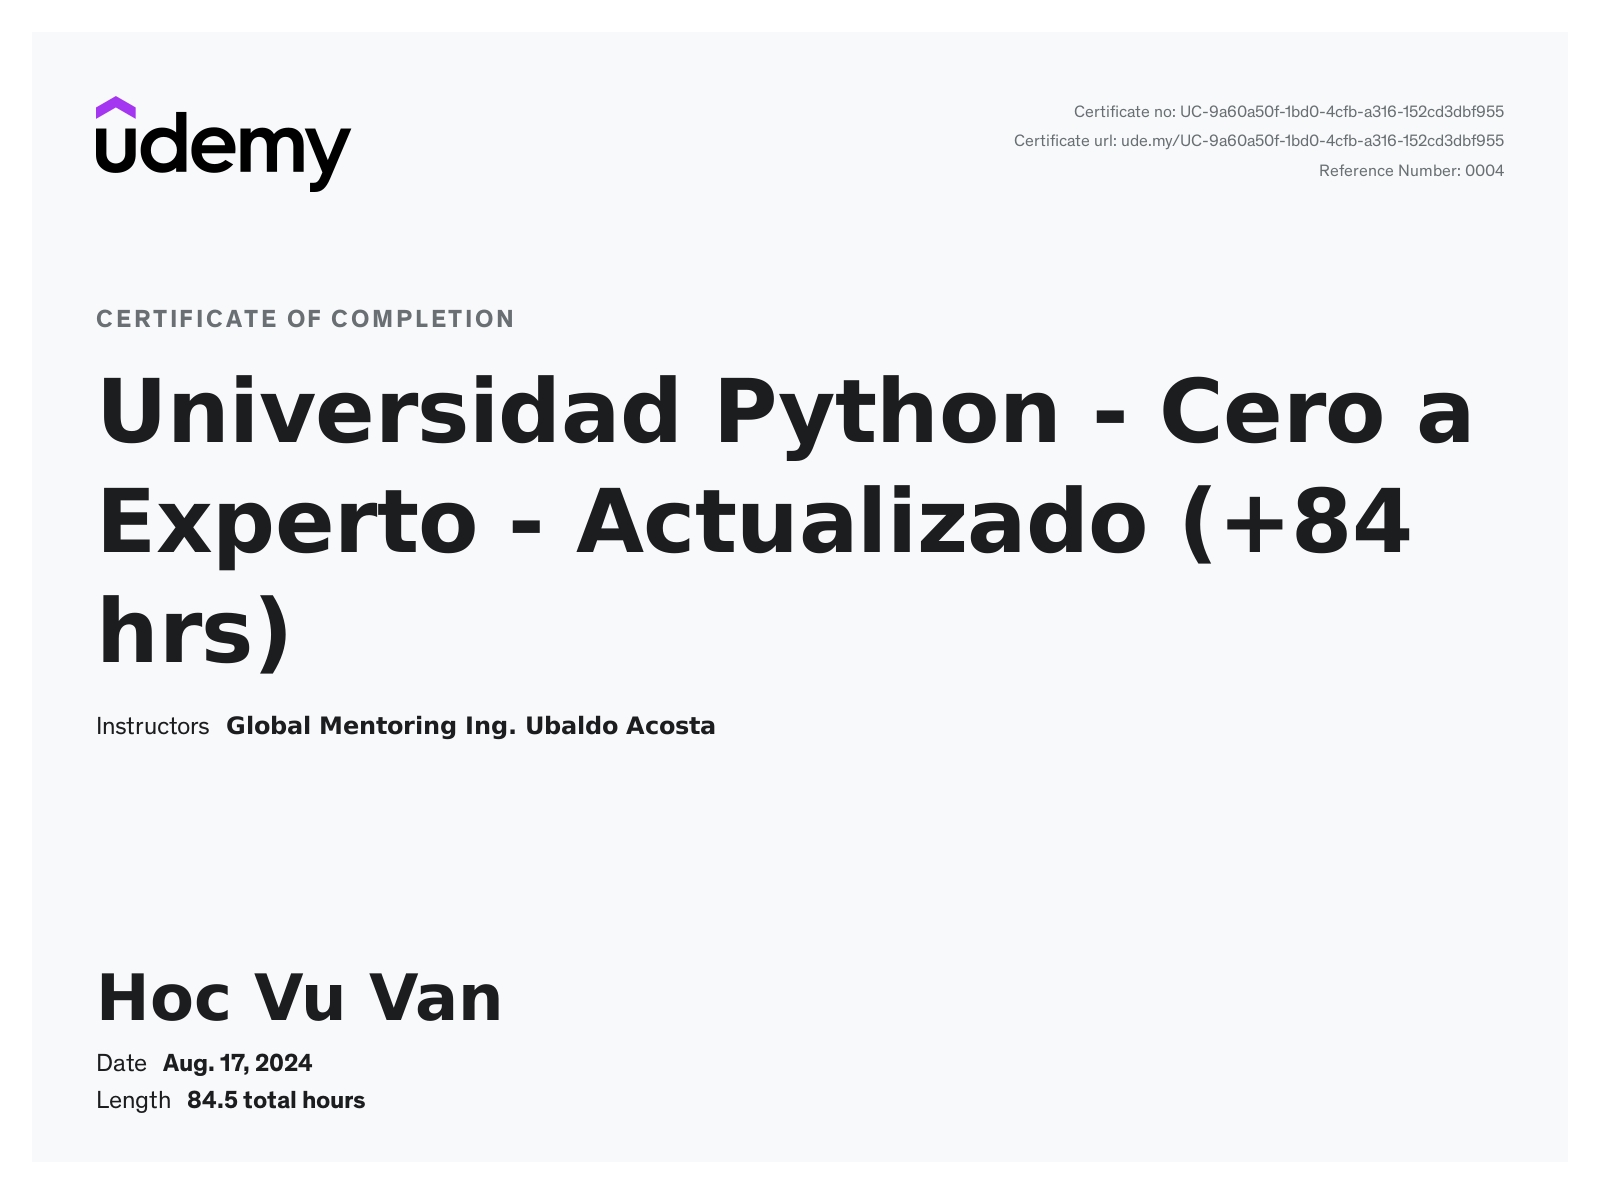 udemy
Certificate no: UC-9a60a50f-1bd0-4cfb-a316-152cd3dbf955
Certificate url: ude.my/UC-9a60a50f-1bd0-4cfb-a316-152cd3dbf955
Reference Number: 0004
CERTIFICATE OF COMPLETION
Universidad Python - Cero a
Experto - Actualizado (+84
hrs)
Instructors Global Mentoring Ing. Ubaldo Acosta
Hoc Vu Van
Date Aug. 17, 2024
Length 84.5 total hours